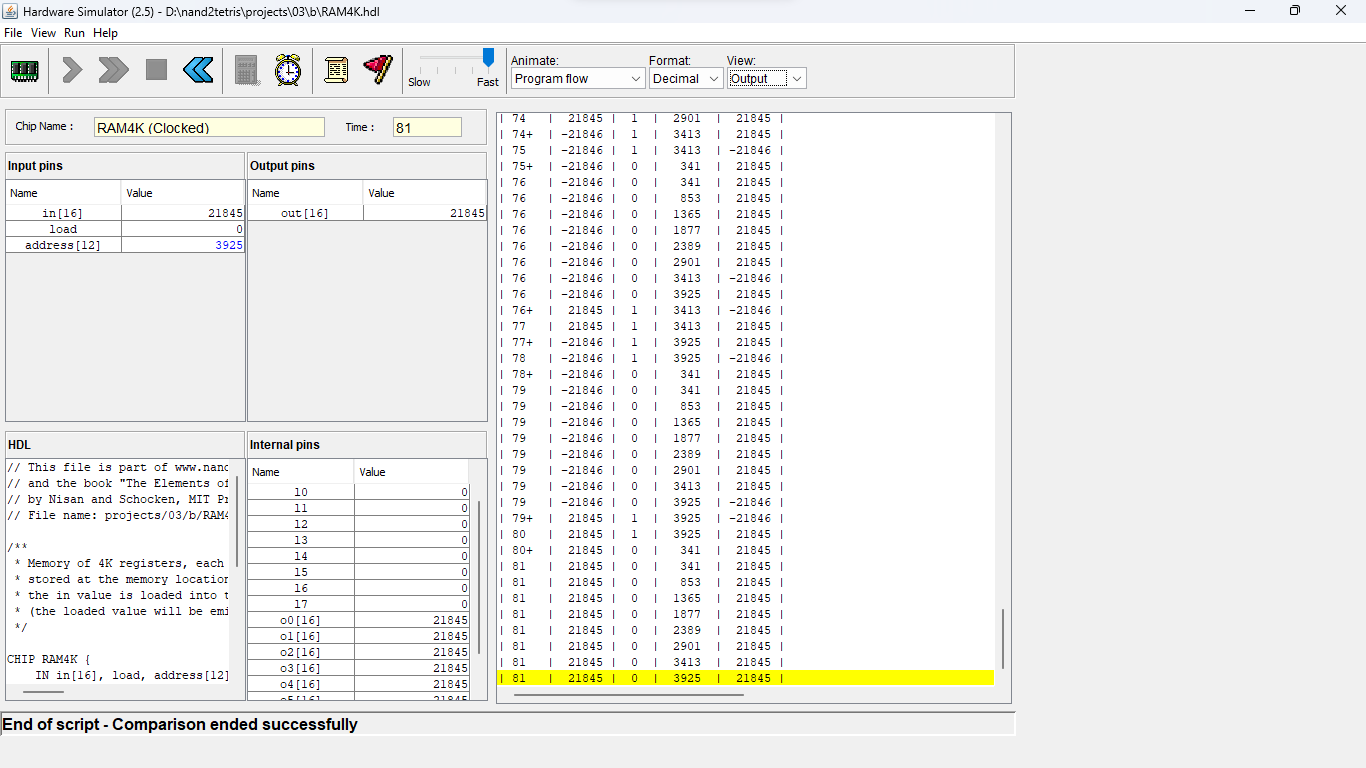 Hardware Simulator (2.5) - D:\nand2tetris\projects\03\b\RAM4K.hdl
File View Run Help
Slow Fast
Animate: Format: View:
Program flow Decimal Output
Chip Name : RAM4K (Clocked) Time : 81
Input pins
Name Value
in[16] 21845
load 0
address[12] 3925
Output pins
Name Value
out[16] 21845
HDL
// This file is part of www.nand
// and the book "The Elements of
// by Nisan and Schocken, MIT Pr
// File name: projects/03/b/RAM4
/**
* Memory of 4K registers, each
* stored at the memory location
* the in value is loaded into t
* (the loaded value will be emi
*/
CHIP RAM4K {
IN in[16], load, address[12]
Internal pins
Name Value
l0 0
l1 0
l2 0
l3 0
l4 0
l5 0
l6 0
l7 0
o0[16] 21845
o1[16] 21845
o2[16] 21845
o3[16] 21845
o4[16] 21845
o5[16] 21845
| 74 | 21845 | 1 | 2901 | 21845 |
| 74+ | -21846 | 1 | 3413 | 21845 |
| 75 | -21846 | 1 | 3413 | -21846 |
| 75+ | -21846 | 0 | 341 | 21845 |
| 76 | -21846 | 0 | 341 | 21845 |
| 76 | -21846 | 0 | 853 | 21845 |
| 76 | -21846 | 0 | 1365 | 21845 |
| 76 | -21846 | 0 | 1877 | 21845 |
| 76 | -21846 | 0 | 2389 | 21845 |
| 76 | -21846 | 0 | 2901 | 21845 |
| 76 | -21846 | 0 | 3413 | -21846 |
| 76 | -21846 | 0 | 3925 | 21845 |
| 76+ | 21845 | 1 | 3413 | -21846 |
| 77 | 21845 | 1 | 3413 | 21845 |
| 77+ | -21846 | 1 | 3925 | 21845 |
| 78 | -21846 | 1 | 3925 | -21846 |
| 78+ | -21846 | 0 | 341 | 21845 |
| 79 | -21846 | 0 | 341 | 21845 |
| 79 | -21846 | 0 | 853 | 21845 |
| 79 | -21846 | 0 | 1365 | 21845 |
| 79 | -21846 | 0 | 1877 | 21845 |
| 79 | -21846 | 0 | 2389 | 21845 |
| 79 | -21846 | 0 | 2901 | 21845 |
| 79 | -21846 | 0 | 3413 | 21845 |
| 79 | -21846 | 0 | 3925 | -21846 |
| 79+ | 21845 | 1 | 3925 | -21846 |
| 80 | 21845 | 1 | 3925 | 21845 |
| 80+ | 21845 | 0 | 341 | 21845 |
| 81 | 21845 | 0 | 341 | 21845 |
| 81 | 21845 | 0 | 853 | 21845 |
| 81 | 21845 | 0 | 1365 | 21845 |
| 81 | 21845 | 0 | 1877 | 21845 |
| 81 | 21845 | 0 | 2389 | 21845 |
| 81 | 21845 | 0 | 2901 | 21845 |
| 81 | 21845 | 0 | 3413 | 21845 |
| 81 | 21845 | 0 | 3925 | 21845 |
End of script - Comparison ended successfully